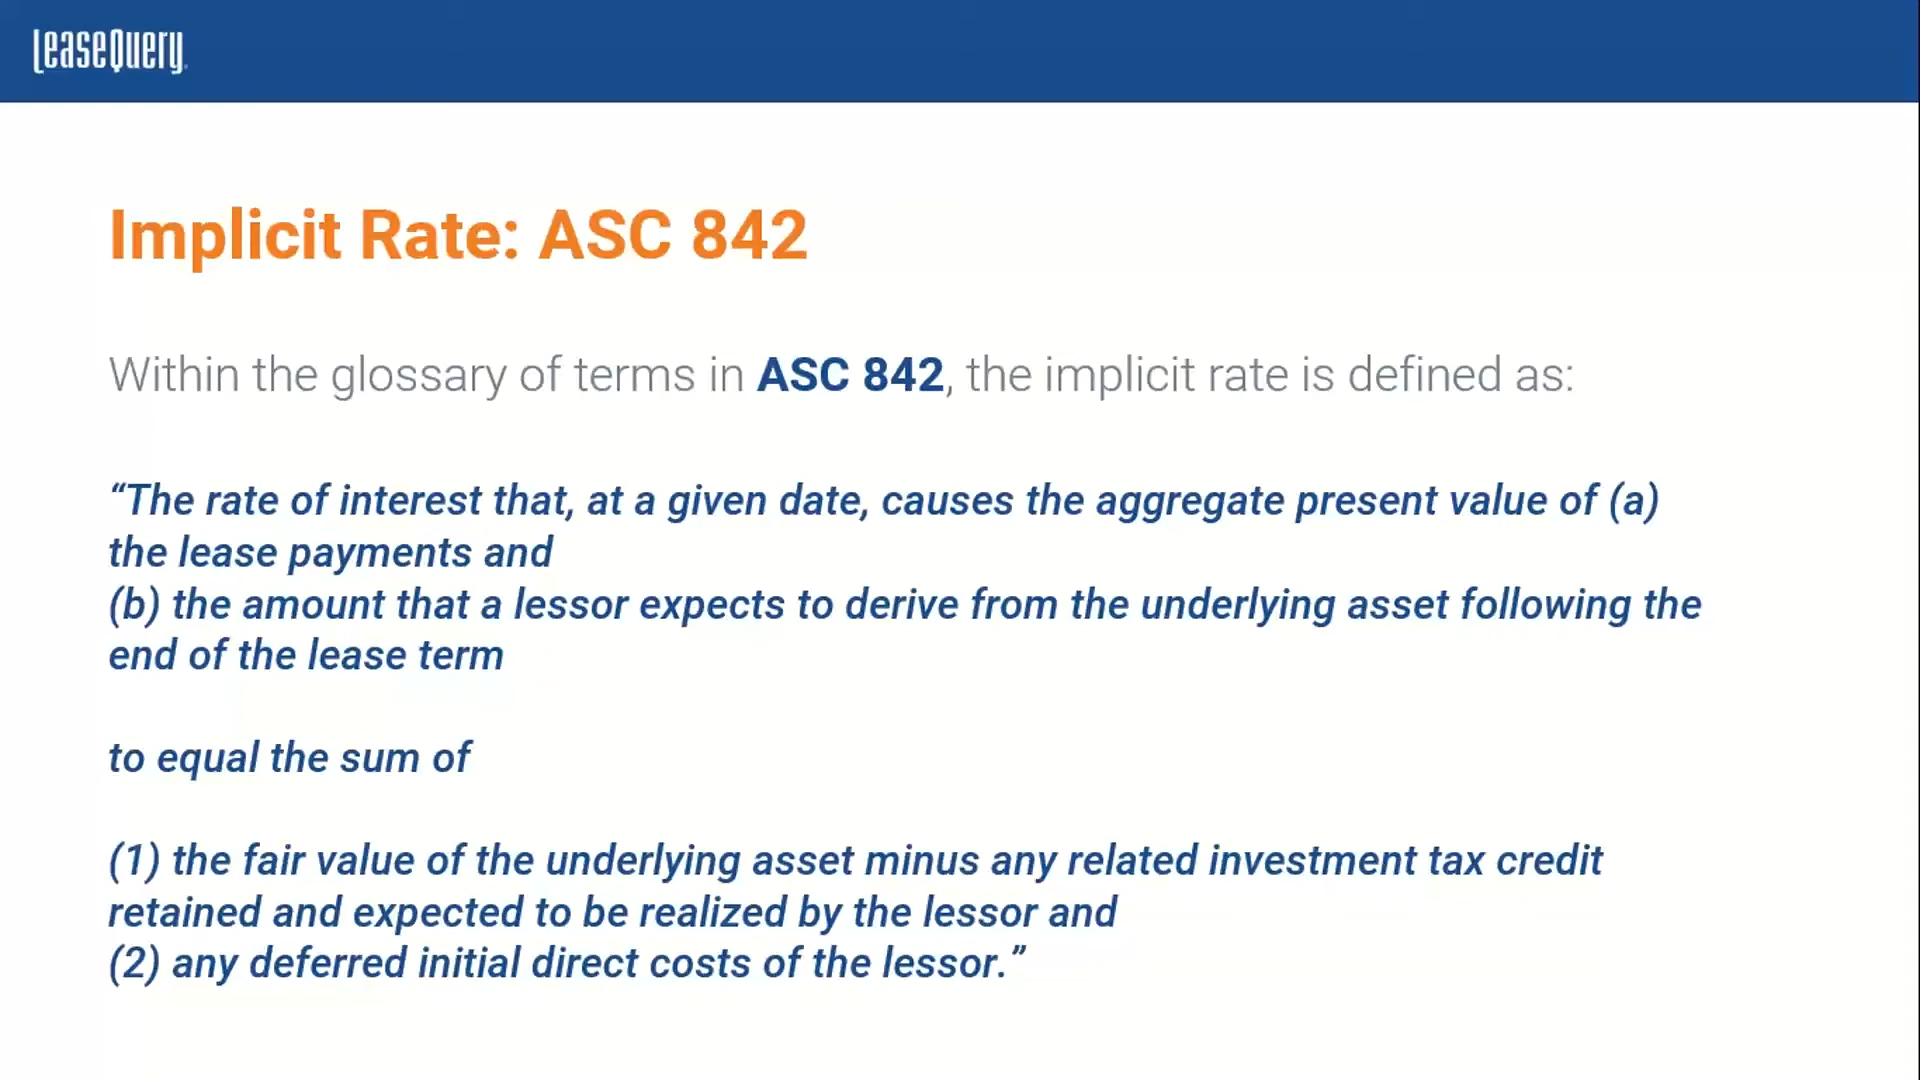 LeaseQuery
Implicit Rate: ASC 842
Within the glossary of terms in ASC 842, the implicit rate is defined as:
“The rate of interest that, at a given date, causes the aggregate present value of (a)
the lease payments and
(b) the amount that a lessor expects to derive from the underlying asset following the
end of the lease term
to equal the sum of
(1) the fair value of the underlying asset minus any related investment tax credit
retained and expected to be realized by the lessor and
(2) any deferred initial direct costs of the lessor.”